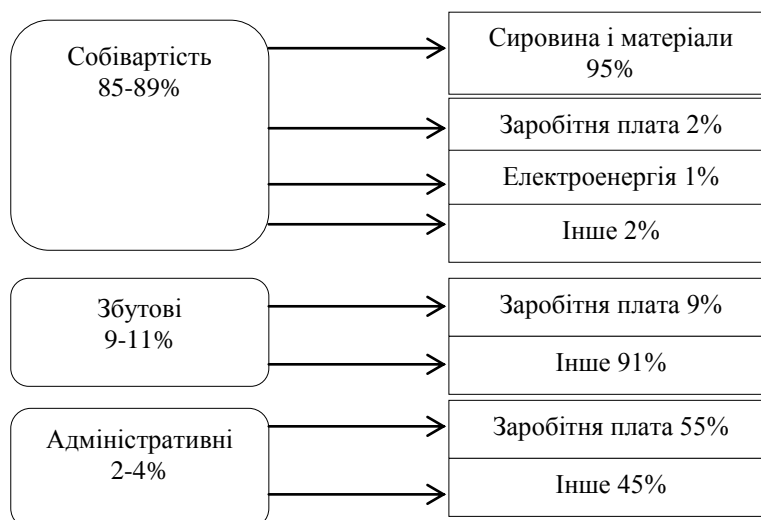 Собівартість
85-89%
Сировина і матеріали
95%
Заробітня плата 2%
Електроенергія 1%
Інше 2%
Збутові
9-11%
Заробітня плата 9%
Інше 91%
Адміністративні
2-4%
Заробітня плата 55%
Інше 45%